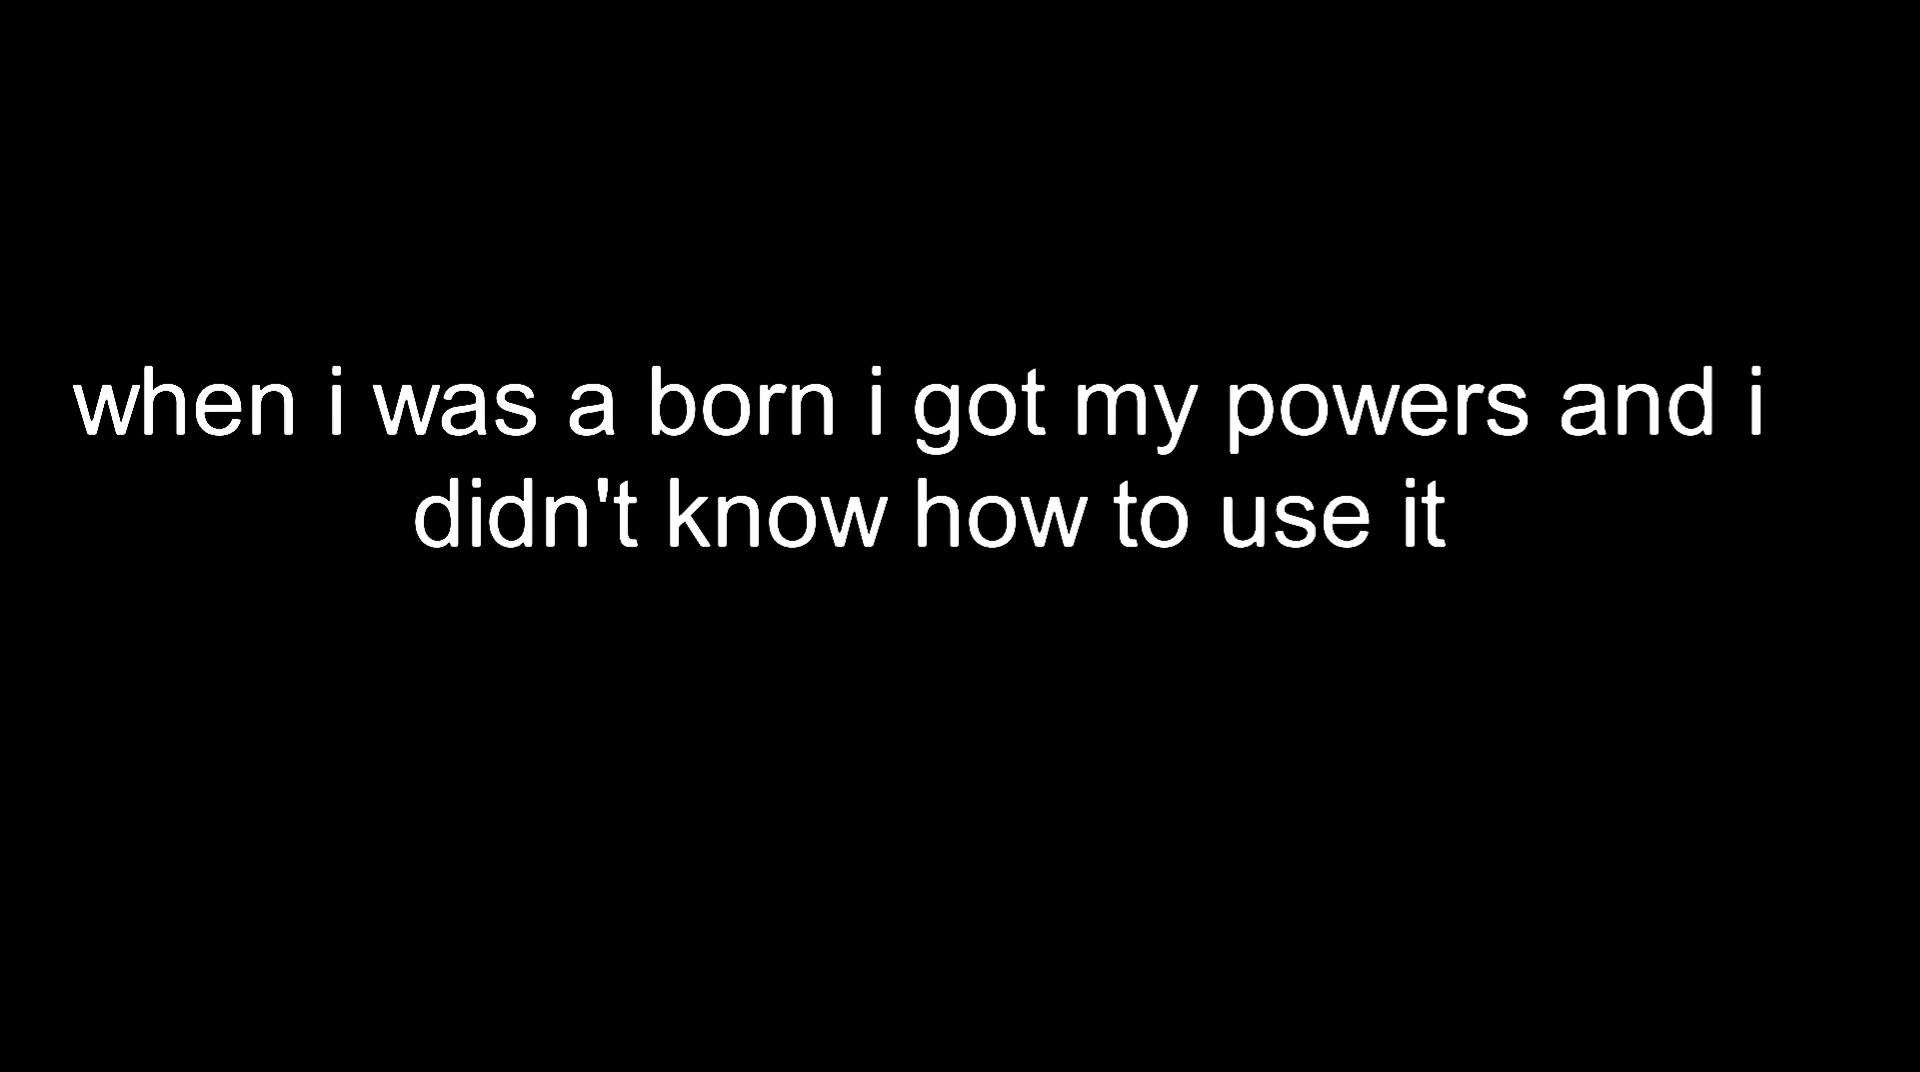 when i was a born i got my powers and i
didn't know how to use it